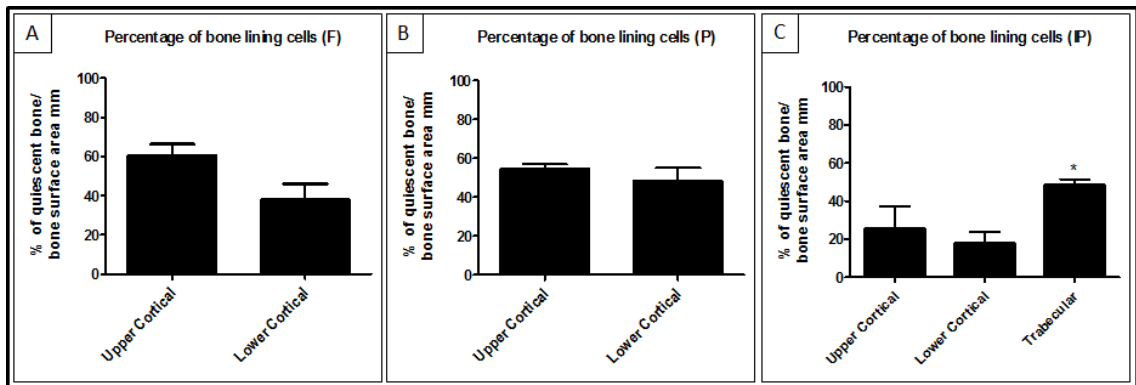 A
Percentage of bone lining cells (F)
% of quiescent bone/
bone surface area mm
100
80
60
40
20
0
Upper Cortical
Lower Cortical
B
Percentage of bone lining cells (P)
% of quiescent bone/
bone surface area mm
100
80
60
40
20
0
Upper Cortical
Lower Cortical
C
Percentage of bone lining cells (IP)
% of quiescent bone/
bone surface area mm
100
80
60
40
20
0
*
Upper Cortical
Lower Cortical
Trabecular